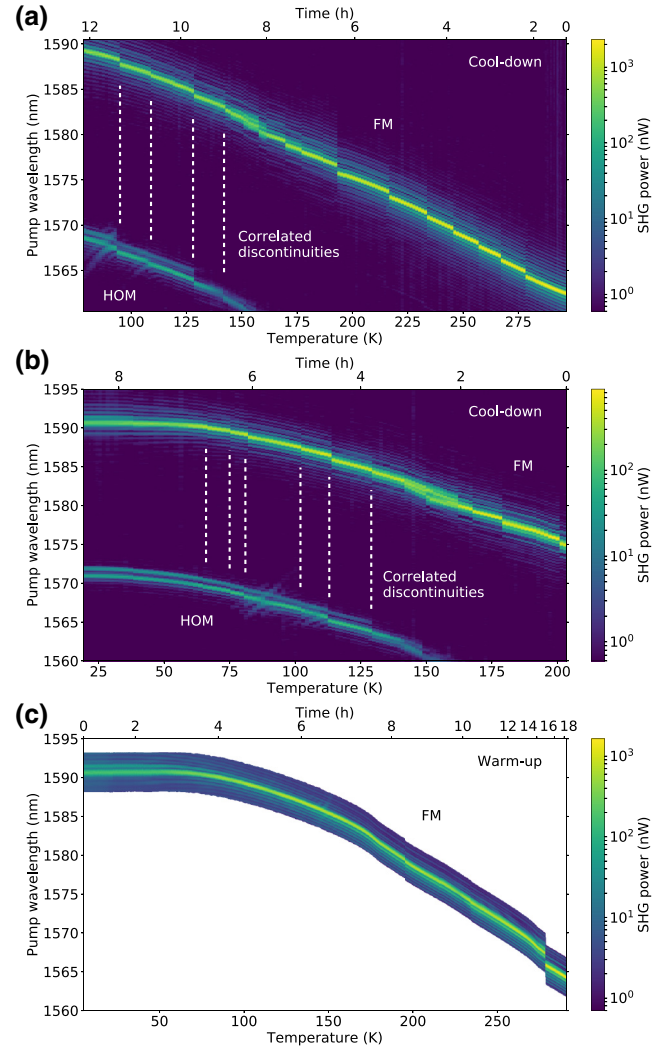 (a)
Time (h)
12 10 8 6 4 2 0
1590
1585
1580
1575
1570
1565
Pump wavelength (nm)
Cool-down
FM
Correlated
discontinuities
HOM
100 125 150 175 200 225 250 275
Temperature (K)
10³
10²
10¹
10⁰
SHG power (nW)
(b)
Time (h)
8 6 4 2 0
1595
1590
1585
1580
1575
1570
1565
1560
Pump wavelength (nm)
Cool-down
FM
Correlated
discontinuities
HOM
25 50 75 100 125 150 175 200
Temperature (K)
10²
10¹
10⁰
SHG power (nW)
(c)
Time (h)
0 2 4 6 8 10 12 14 16 18
1595
1590
1585
1580
1575
1570
1565
1560
Pump wavelength (nm)
Warm-up
FM
50 100 150 200 250
Temperature (K)
10³
10²
10¹
10⁰
SHG power (nW)